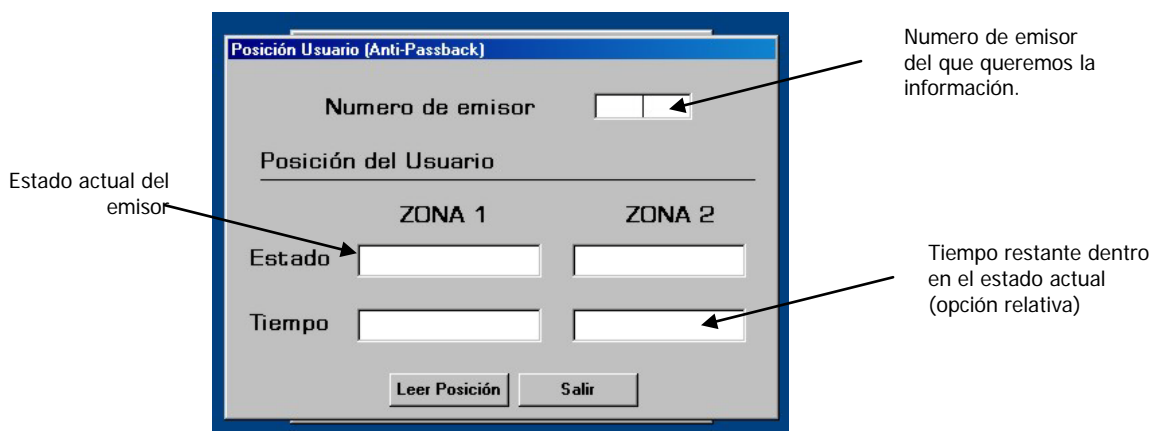 Posición Usuario (Anti-Passback)
Numero de emisor
Numero de emisor
del que queremos la
información.
Posición del Usuario
Estado actual del
emisor
ZONA 1 ZONA 2
Estado
Tiempo restante dentro
en el estado actual
(opción relativa)
Tiempo
Leer Posición Salir